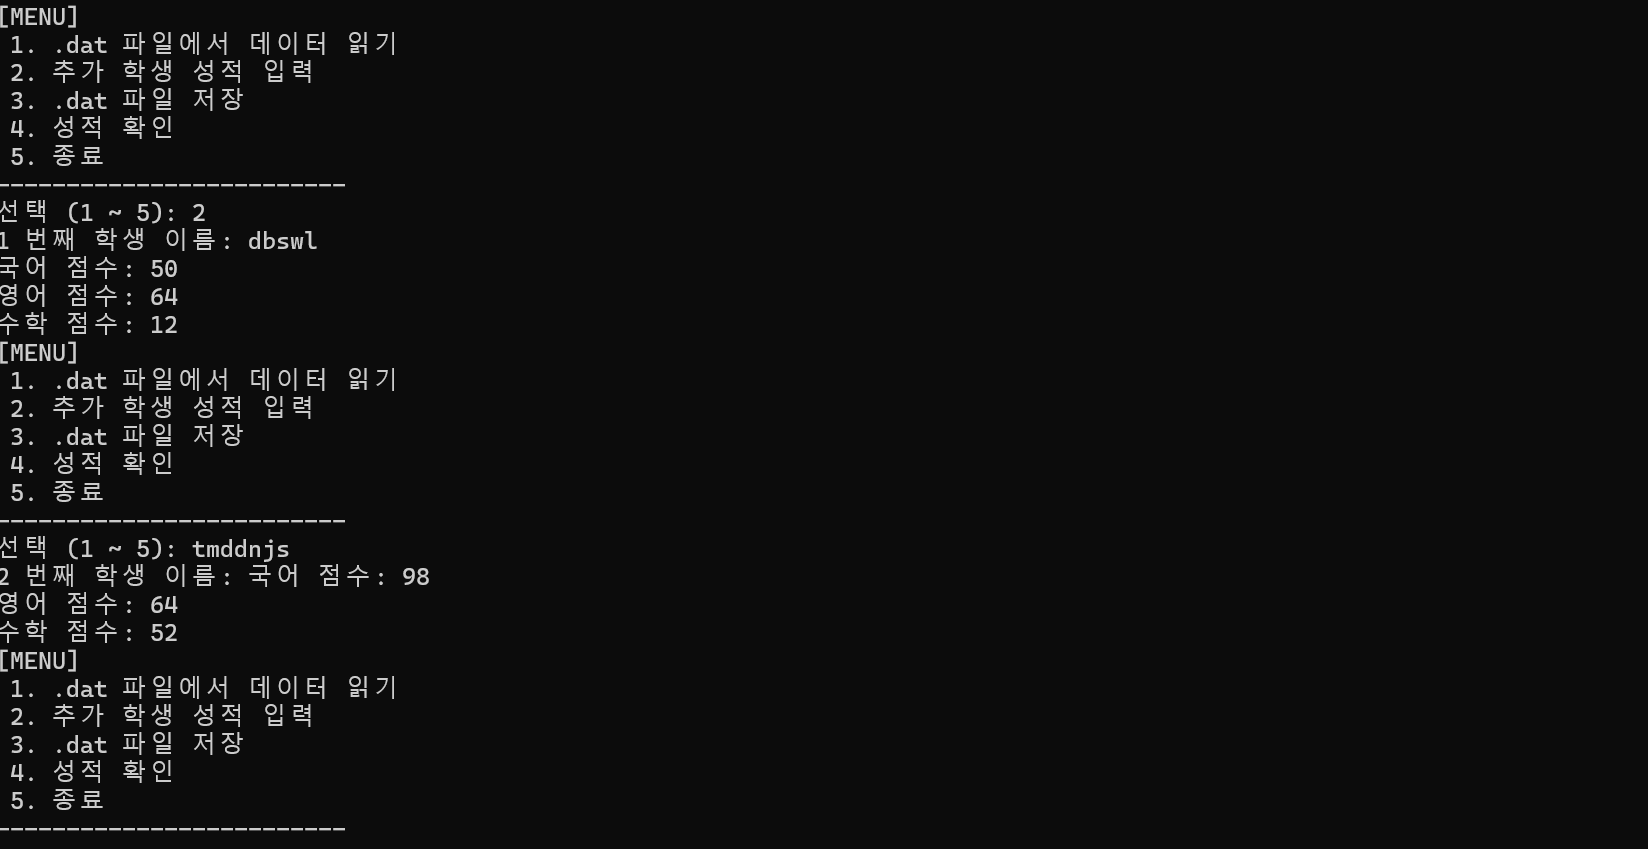 [MENU]
1. .dat 파일에서 데이터 읽기
2. 추가 학생 성적 입력
3. .dat 파일 저장
4. 성적 확인
5. 종료
-------------------------
선택 (1 ~ 5): 2
1 번째 학생 이름: dbswl
국어 점수: 50
영어 점수: 64
수학 점수: 12
[MENU]
1. .dat 파일에서 데이터 읽기
2. 추가 학생 성적 입력
3. .dat 파일 저장
4. 성적 확인
5. 종료
-------------------------
선택 (1 ~ 5): tmddnjs
2 번째 학생 이름: 국어 점수: 98
영어 점수: 64
수학 점수: 52
[MENU]
1. .dat 파일에서 데이터 읽기
2. 추가 학생 성적 입력
3. .dat 파일 저장
4. 성적 확인
5. 종료
-------------------------